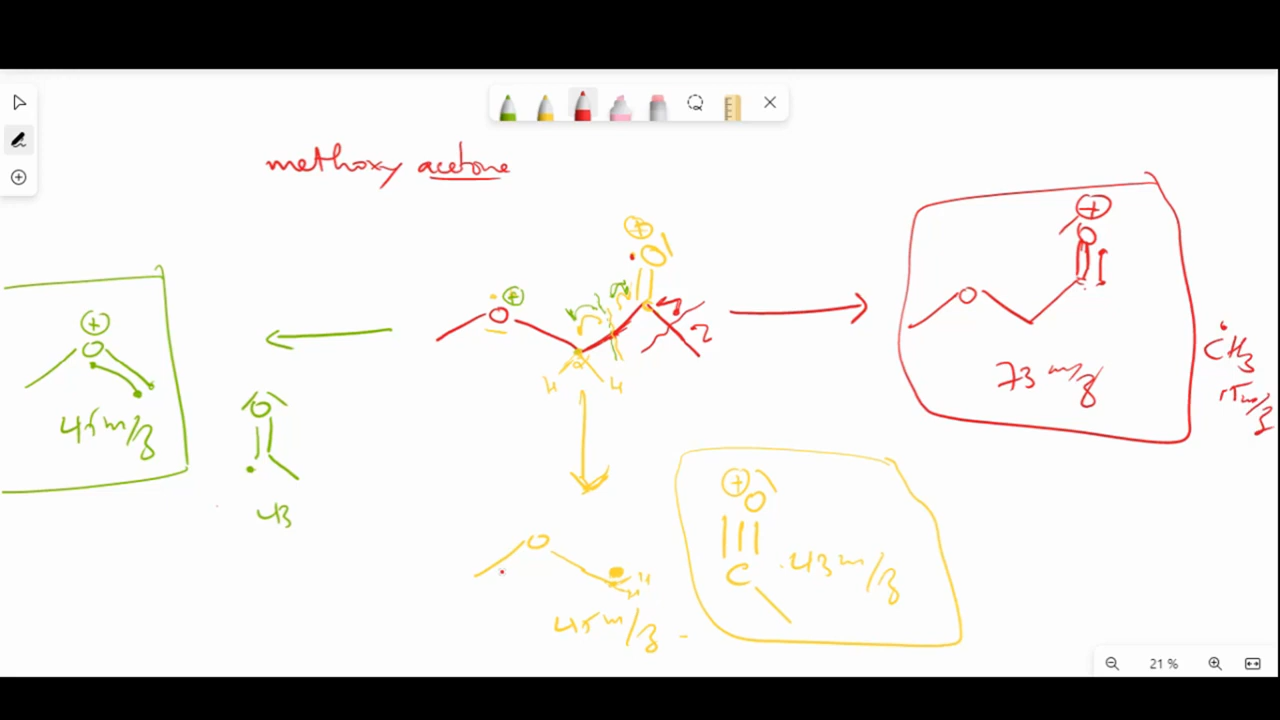 methoxy acetone
+
O
+
O
+
O
H H
+
O
45 m/z
O
43
O
73 m/z
+
O
CH3
15 m/z
O
H
H
45 m/z
+
O
C
43 m/z
21 %